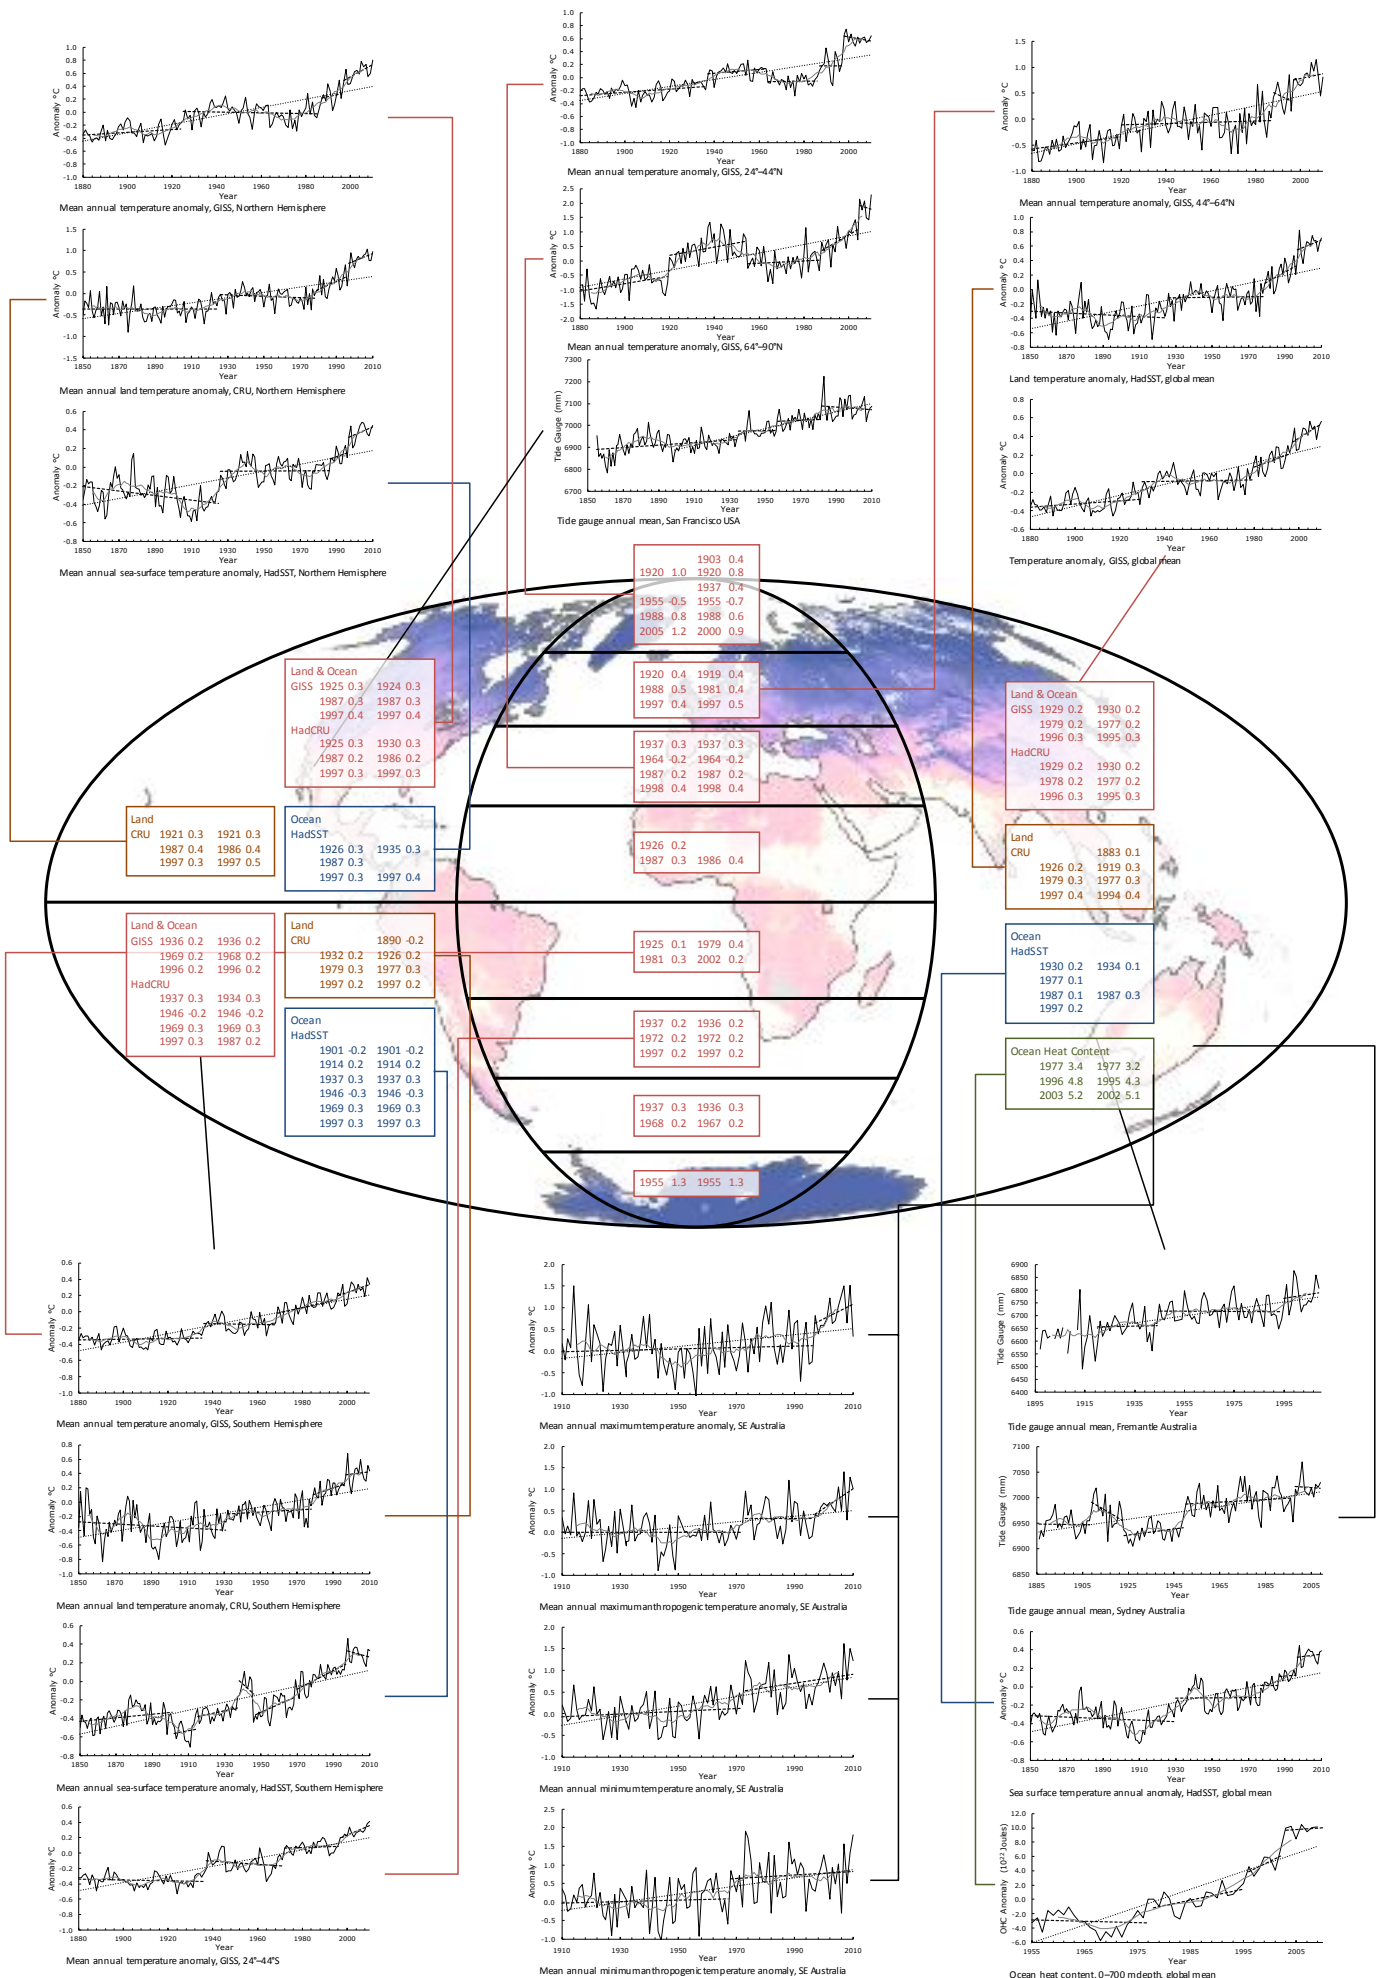 Mean annual temperature anomaly, GISS, Northern Hemisphere
Mean annual land temperature anomaly, CRU, Northern Hemisphere
Mean annual sea-surface temperature anomaly, HadSST, Northern Hemisphere
Mean annual temperature anomaly, GISS, 24°–44°N
Mean annual temperature anomaly, GISS, 64°–90°N
Tide gauge annual mean, San Francisco USA
Mean annual temperature anomaly, GISS, 44°–64°N
Land temperature anomaly, HadSST, global mean
Temperature anomaly, GISS, global mean
1903 0.4
1920 1.0 1920 0.8
1937 0.4
1955 -0.5 1955 -0.7
1988 0.8 1988 0.6
2005 1.2 2000 0.9
1920 0.4 1919 0.4
1988 0.5 1981 0.4
1997 0.4 1997 0.5
1937 0.3 1937 0.3
1964 -0.2 1964 -0.2
1987 0.2 1987 0.2
1998 0.4 1998 0.4
1926 0.2
1987 0.3 1986 0.4
1925 0.1 1979 0.4
1981 0.3 2002 0.2
1937 0.2 1936 0.2
1972 0.2 1972 0.2
1997 0.2 1997 0.2
1937 0.3 1936 0.3
1968 0.2 1967 0.2
1955 1.3 1955 1.3
Land & Ocean
GISS 1925 0.3 1924 0.3
1987 0.3 1987 0.3
1997 0.4 1997 0.4
HadCRU
1925 0.3 1930 0.3
1987 0.2 1986 0.2
1997 0.3 1997 0.3
Land
CRU 1921 0.3 1921 0.3
1987 0.4 1986 0.4
1997 0.3 1997 0.5
Ocean
HadSST
1926 0.3 1935 0.3
1987 0.3
1997 0.3 1997 0.4
Land & Ocean
GISS 1936 0.2 1936 0.2
1969 0.2 1968 0.2
1996 0.2 1996 0.2
HadCRU
1937 0.3 1934 0.3
1946 -0.2 1946 -0.2
1969 0.3 1969 0.3
1997 0.3 1987 0.2
Land
CRU 1890 -0.2
1932 0.2 1926 0.2
1979 0.3 1977 0.3
1997 0.2 1997 0.2
Ocean
HadSST
1901 -0.2 1901 -0.2
1914 0.2 1914 0.2
1937 0.3 1937 0.3
1946 -0.3 1946 -0.3
1969 0.3 1969 0.3
1997 0.3 1997 0.3
Land & Ocean
GISS 1929 0.2 1930 0.2
1979 0.2 1977 0.2
1996 0.3 1995 0.3
HadCRU
1929 0.2 1930 0.2
1978 0.2 1977 0.2
1996 0.3 1995 0.3
Land
CRU 1883 0.1
1926 0.2 1919 0.3
1979 0.3 1977 0.3
1997 0.4 1994 0.4
Ocean
HadSST
1930 0.2 1934 0.1
1977 0.1
1987 0.1 1987 0.3
1997 0.2
Ocean Heat Content
1977 3.4 1977 3.2
1996 4.8 1995 4.3
2003 5.2 2002 5.1
Mean annual temperature anomaly, GISS, Southern Hemisphere
Mean annual land temperature anomaly, CRU, Southern Hemisphere
Mean annual sea-surface temperature anomaly, HadSST, Southern Hemisphere
Mean annual temperature anomaly, GISS, 24°–44°S
Mean annual maximum temperature anomaly, SE Australia
Mean annual maximum anthropogenic temperature anomaly, SE Australia
Mean annual minimum temperature anomaly, SE Australia
Mean annual minimum anthropogenic temperature anomaly, SE Australia
Tide gauge annual mean, Fremantle Australia
Tide gauge annual mean, Sydney Australia
Sea surface temperature annual anomaly, HadSST, global mean
OHC Anomaly (10²² Joules)
Year
Ocean heat content, 0–700 m depth, global mean